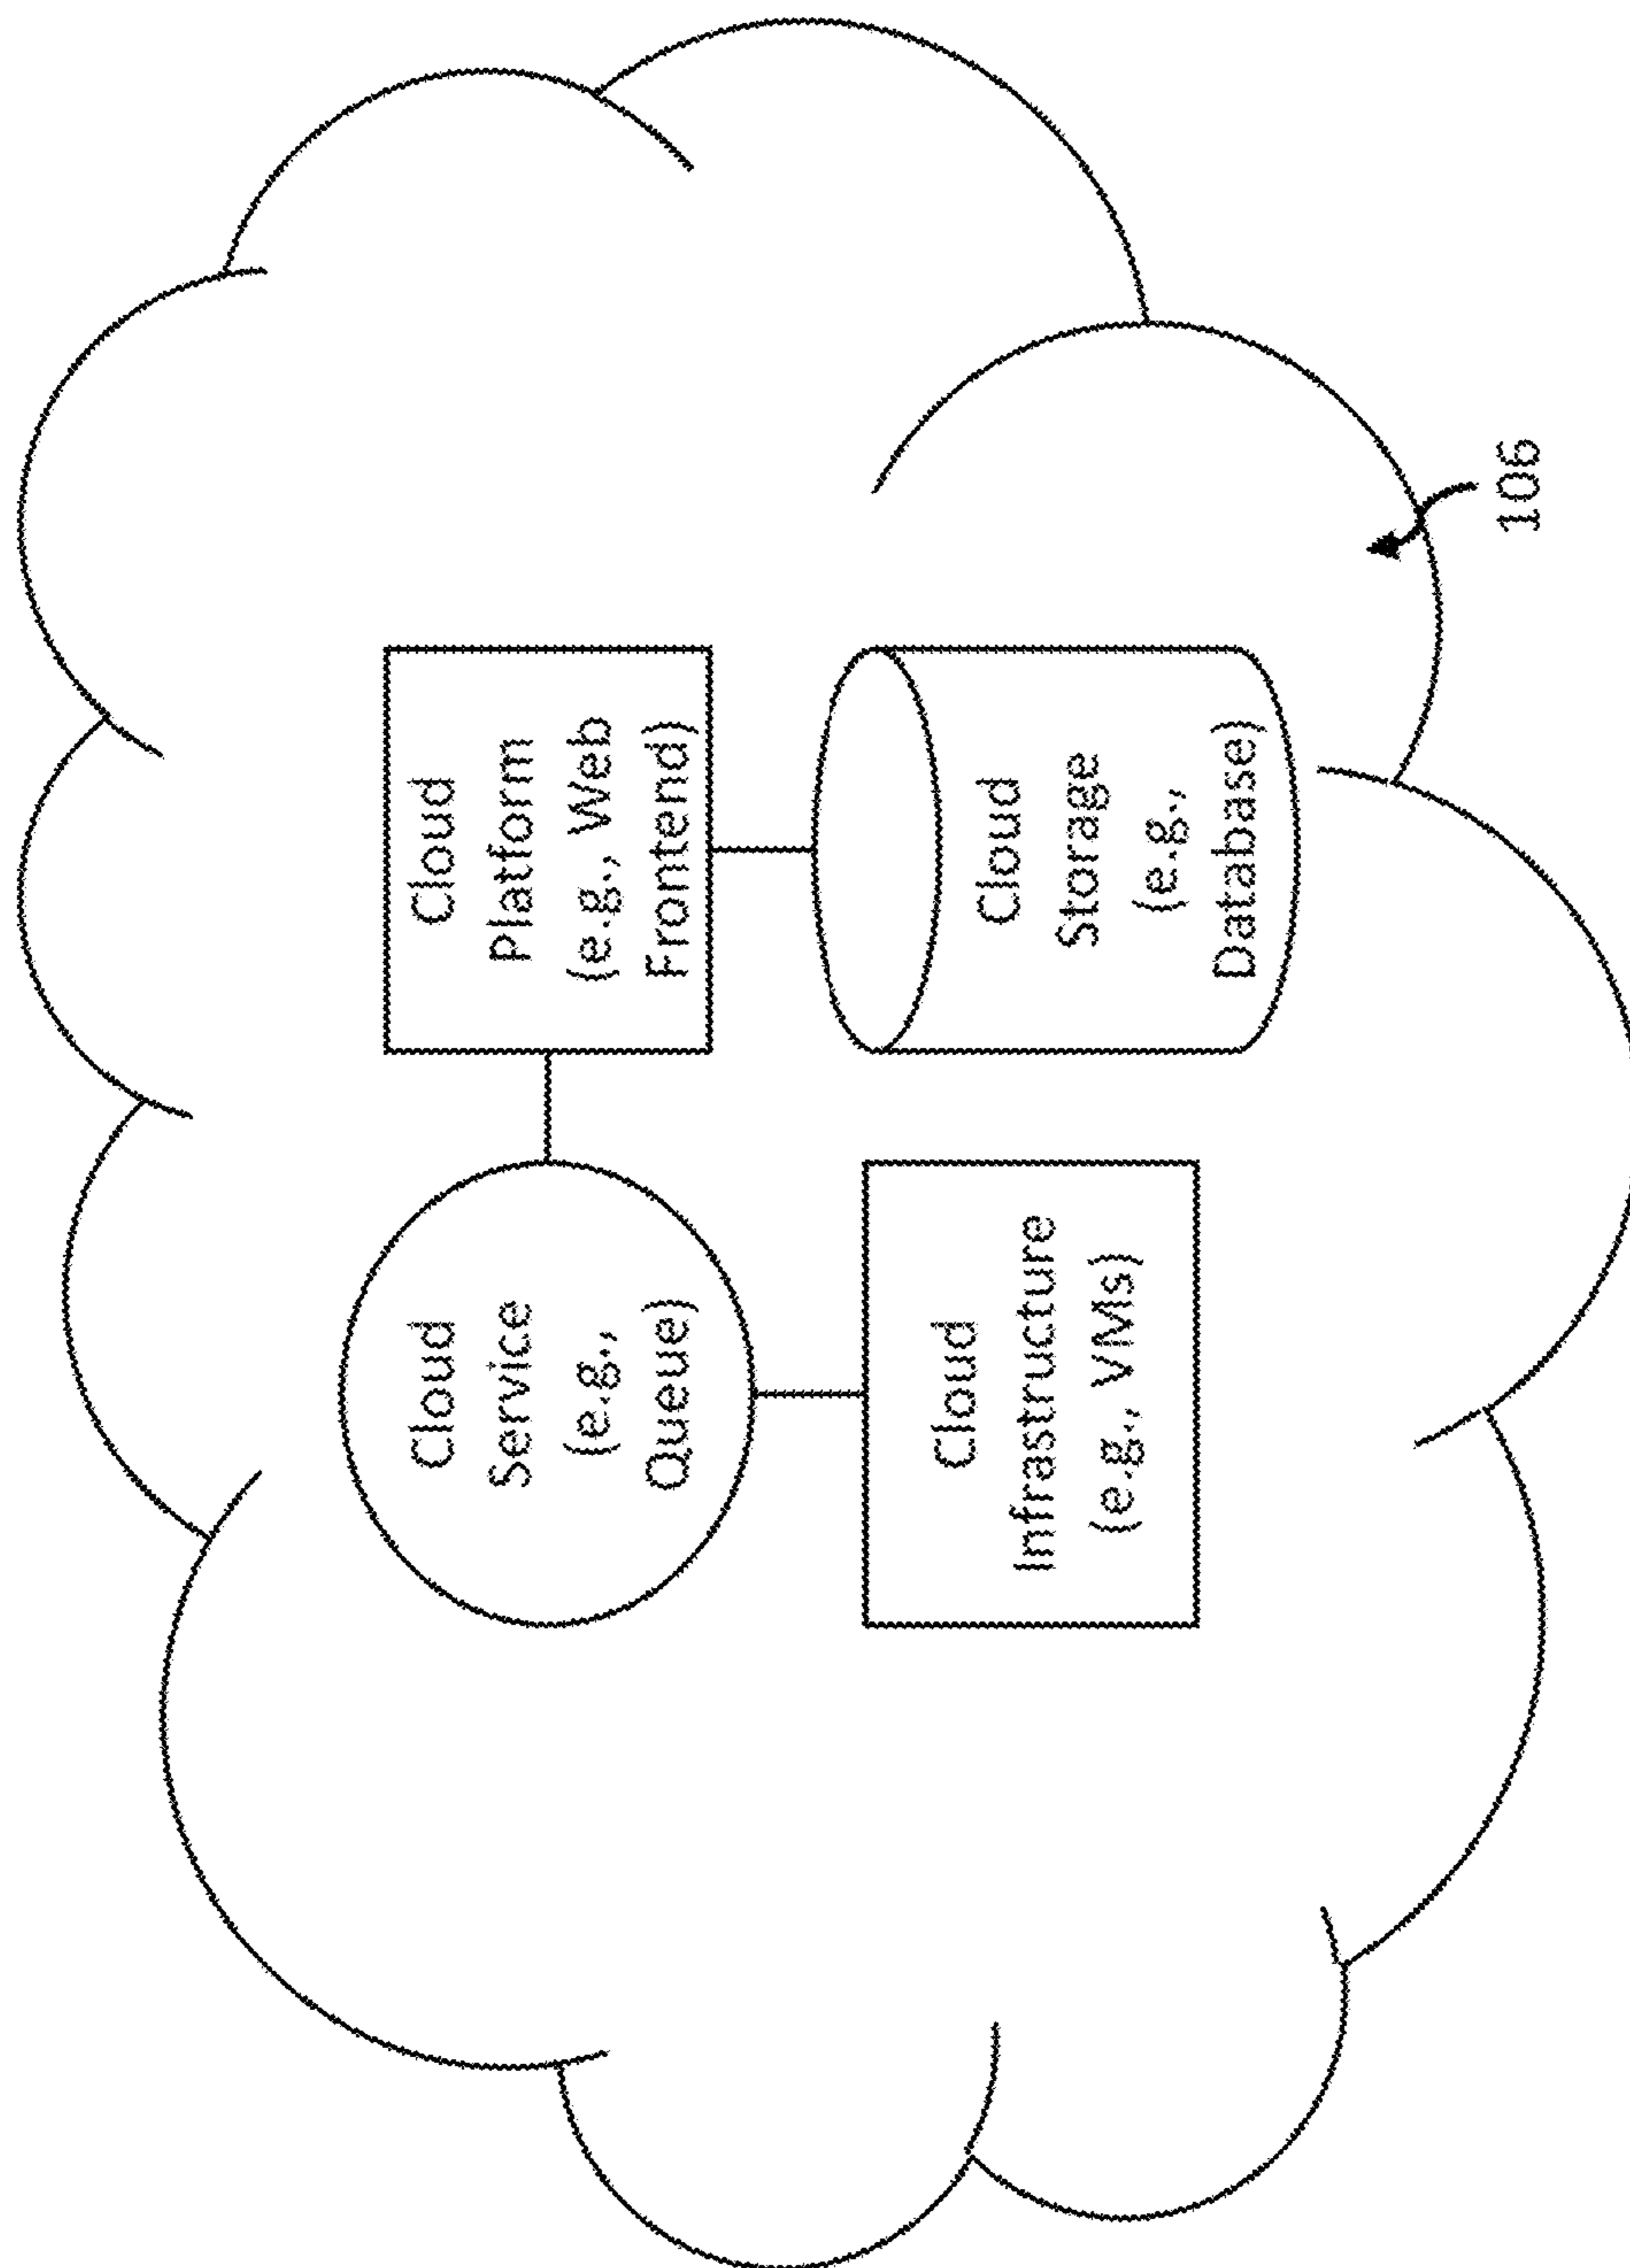 Cloud
Service
(e.g.,
Queue)
Cloud
Platform
(e.g., Web
Frontend)
Cloud
Infrastructure
(e.g., VMs)
Cloud
Storage
(e.g.,
Database)
106